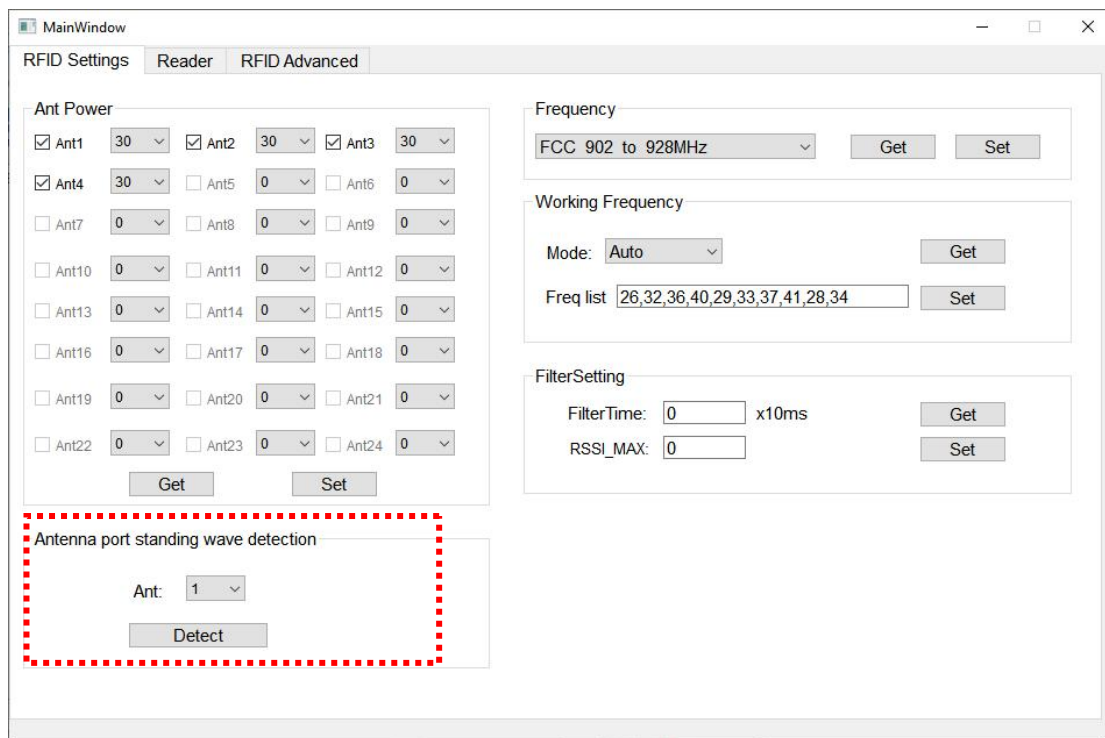 MainWindow
RFID Settings Reader RFID Advanced
Ant Power
Ant1 30 Ant2 30 Ant3 30
Ant4 30 Ant5 0 Ant6 0
Ant7 0 Ant8 0 Ant9 0
Ant10 0 Ant11 0 Ant12 0
Ant13 0 Ant14 0 Ant15 0
Ant16 0 Ant17 0 Ant18 0
Ant19 0 Ant20 0 Ant21 0
Ant22 0 Ant23 0 Ant24 0
Get Set
Antenna port standing wave detection
Ant: 1
Detect
Frequency
FCC 902 to 928MHz Get Set
Working Frequency
Mode: Auto Get
Freq list 26,32,36,40,29,33,37,41,28,34 Set
FilterSetting
FilterTime: 0 x10ms Get
RSSI_MAX: 0 Set